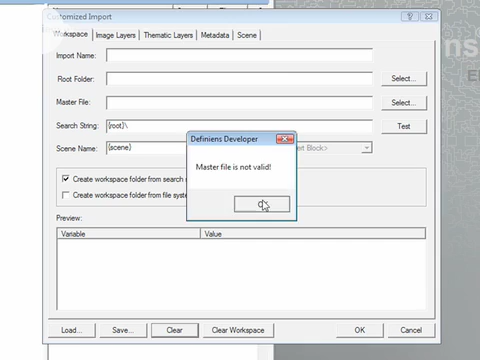 Customized Import
Workspace Image Layers Thematic Layers Metadata Scene
Import Name:
Root Folder: Select...
Master File: Select...
Search String: {root}\ Test
Scene Name: {scene} Block>
Definiens Developer
Master file is not valid!
Create workspace folder from search
Create workspace folder from file
Preview:
Variable Value
Load... Save... Clear Clear Workspace OK Cancel